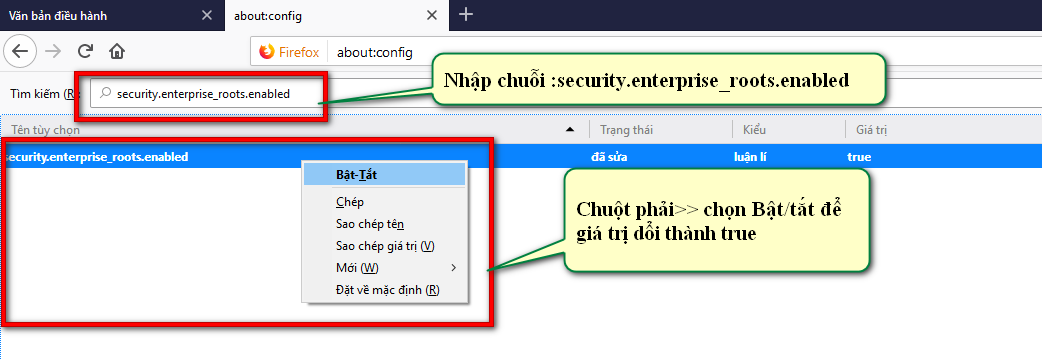 Văn bản điều hành
about:config
Firefox
about:config
Tìm kiếm (R:
security.enterprise_roots.enabled
Nhập chuỗi :security.enterprise_roots.enabled
Tên tùy chọn
Trạng thái
Kiểu
Giá trị
security.enterprise_roots.enabled
đã sửa
luận lí
true
Bật-Tắt
Chép
Sao chép tên
Sao chép giá trị (V)
Mới (W)
Đặt về mặc định (R)
Chuột phải>> chọn Bật/tắt để
giá trị dổi thành true